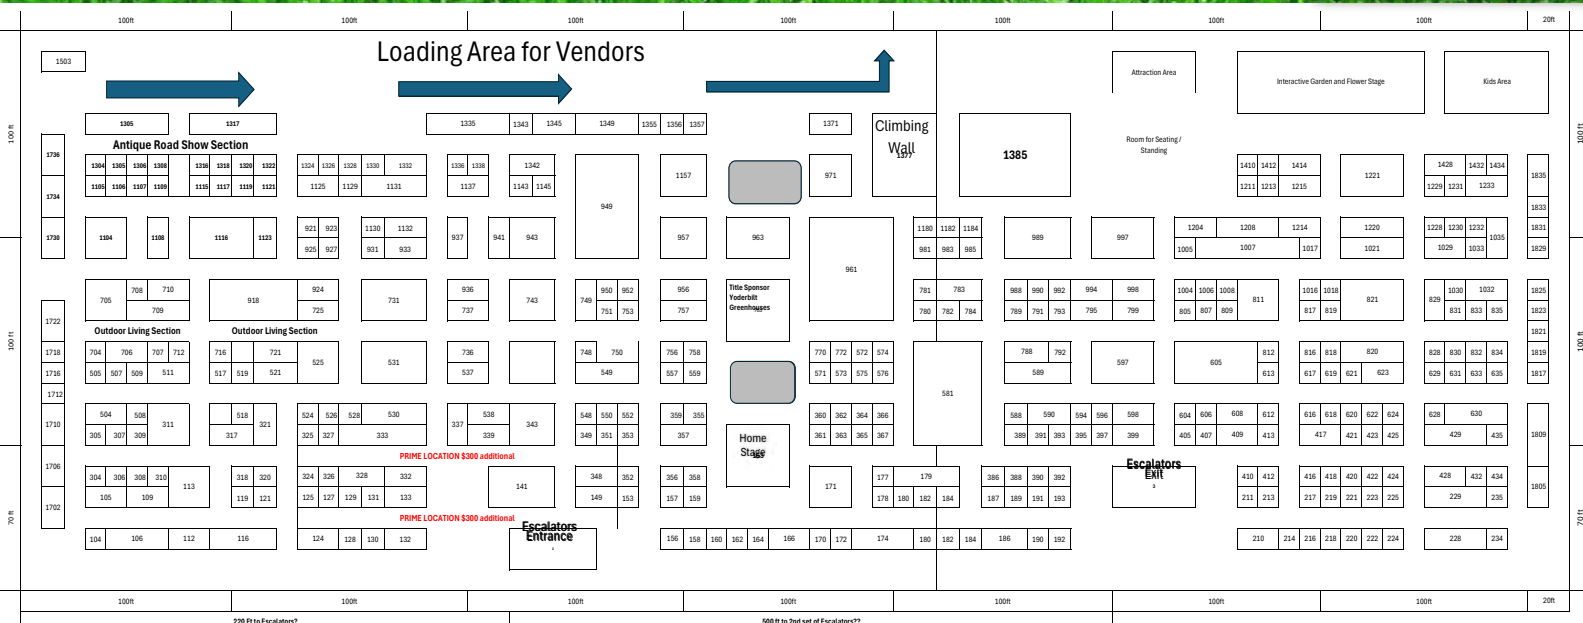 100ft 100ft 100ft 100ft 100ft 100ft 100ft 20ft
Loading Area for Vendors
1503
Attraction Area
Interactive Garden and Flower Stage
Kids Area
100 ft
100 ft
1305 1317 1335 1343 1345 1349 1355 1356 1357 1371
Climbing
Wall
1377
1385
Room for Seating /
Standing
Antique Road Show Section
1736
1304 1305 1306 1308 1316 1318 1320 1322 1324 1326 1328 1330 1332 1336 1338 1342 1410 1412 1414 1428 1432 1434
1157 971 1221 1835
1105 1106 1107 1109 1115 1117 1119 1121 1125 1129 1131 1137 1143 1145 1211 1213 1215 1229 1231 1233
1734
949
1833
921 923 1130 1132 1180 1182 1184 1204 1208 1214 1220 1228 1230 1232 1831
1730 1104 1108 1116 1123 937 941 943 957 963 989 997 1035
925 927 931 933 981 983 985 1005 1007 1017 1021 1029 1033 1829
961
708 710 924 936 950 952 956 781 783 988 990 992 994 998 1004 1006 1008 1016 1018 1030 1032 1825
Title Sponsor
Yoderbilt
Greenhouses
705 918 731 743 749 811 821 829
709 725 737 751 753 757 780 782 784 789 791 793 795 799 805 807 809 817 819 831 833 835 1823
1722
Outdoor Living Section Outdoor Living Section
1821
100 ft
100 ft
1718 704 706 707 712 716 721 736 748 750 756 758 770 772 572 574 788 792 812 816 818 820 828 830 832 834 1819
525 531 597 605
1716 505 507 509 511 517 519 521 537 549 557 559 571 573 575 576 589 613 617 619 621 623 629 631 633 635 1817
1712
581
504 508 518 524 526 528 530 538 548 550 552 359 355 360 362 364 366 588 590 594 596 598 604 606 608 612 616 618 620 622 624 628 630
1710 311 321 337 343 1809
305 307 309 317 325 327 333 339 349 351 353 357 361 363 365 367 389 391 393 395 397 399 405 407 409 413 417 421 423 425 429 435
Home
Stage
PRIME LOCATION $300 additional
Escalators
Exit
3
1706
304 306 308 310 318 320 324 326 328 332 348 352 356 358 177 179 386 388 390 392 410 412 416 418 420 422 424 428 432 434
113 141 171 1805
105 109 119 121 125 127 129 131 133 149 153 157 159 178 180 182 184 187 189 191 193 211 213 217 219 221 223 225 229 235
1702
70 ft
70 ft
PRIME LOCATION $300 additional
Escalators
Entrance
1
104 106 112 116 124 128 130 132 156 158 160 162 164 166 170 172 174 180 182 184 186 190 192 210 214 216 218 220 222 224 228 234
100ft 100ft 100ft 100ft 100ft 100ft 100ft 20ft
220 Ft to Escalators? 500 ft to 2nd set of Escalators??